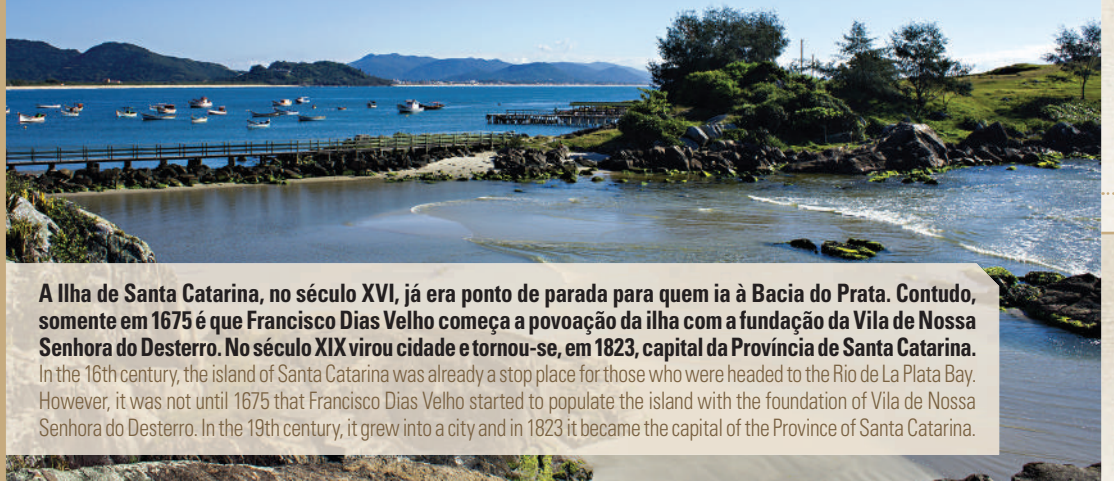 A Ilha de Santa Catarina, no século XVI, já era ponto de parada para quem ia à Bacia do Prata. Contudo,
somente em 1675 é que Francisco Dias Velho começa a povoação da ilha com a fundação da Vila de Nossa
Senhora do Desterro. No século XIX virou cidade e tornou-se, em 1823, capital da Província de Santa Catarina.
In the 16th century, the island of Santa Catarina was already a stop place for those who were headed to the Rio de La Plata Bay.
However, it was not until 1675 that Francisco Dias Velho started to populate the island with the foundation of Vila de Nossa
Senhora do Desterro. In the 19th century, it grew into a city and in 1823 it became the capital of the Province of Santa Catarina.